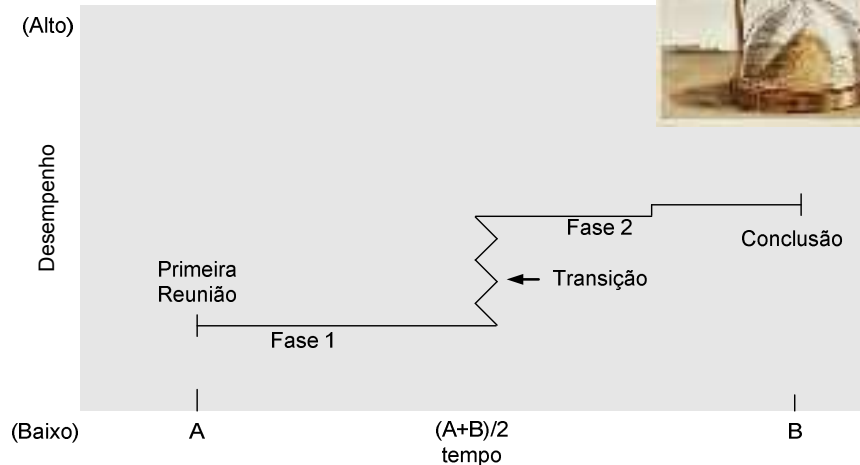 (Alto)
Desempenho
Primeira
Reunião
Fase 1
Fase 2
Transição
Conclusão
(Baixo)
A
(A+B)/2
B
tempo